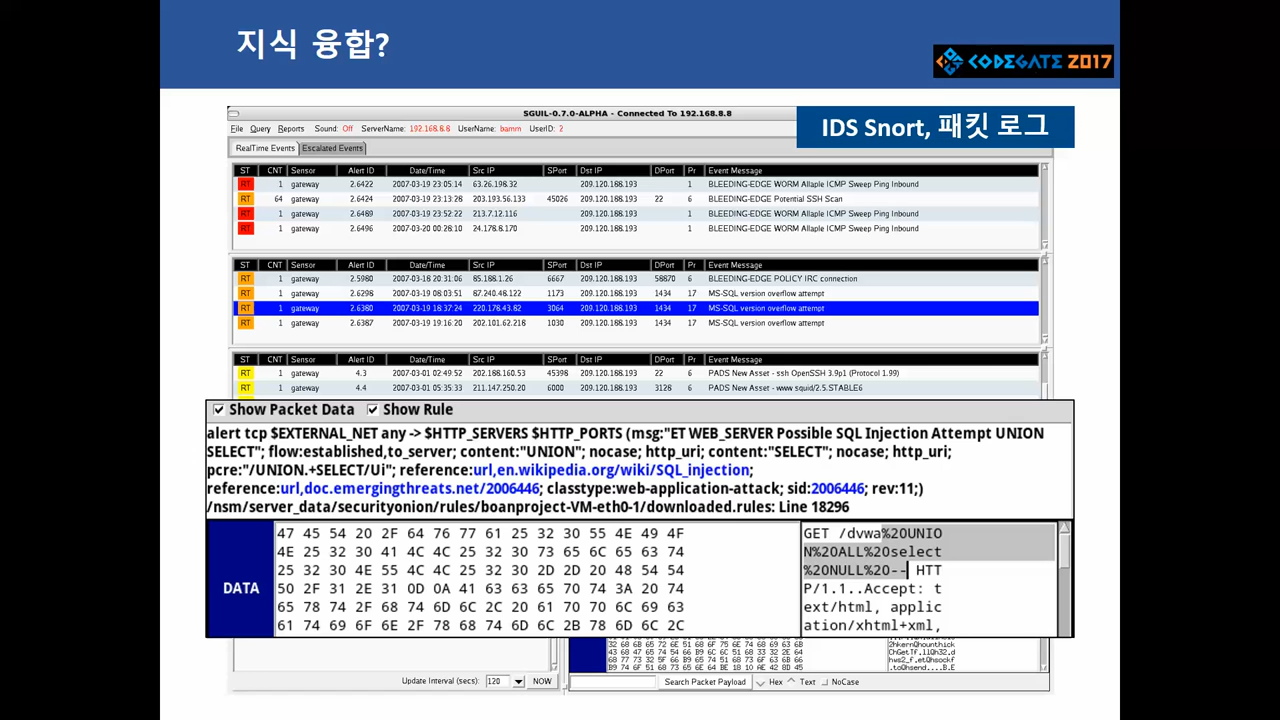 지식 융합?
CODEGATE 2017
SGUIL-0.7.0-ALPHA - Connected To 192.168.8.8
IDS Snort, 패킷 로그
File Query Reports Sound: Off ServerName: 192.168.8.8 UserName: bamm UserID: 2
RealTime Events Escalated Events
ST CNT Sensor Alert ID Date/Time Src IP SPort Dst IP DPort Pr Event Message
RT 1 gateway 2.6422 2007-03-19 23:05:14 63.26.198.32 209.120.188.193 1 BLEEDING-EDGE WORM Allaple ICMP Sweep Ping Inbound
RT 64 gateway 2.6424 2007-03-19 23:13:28 203.193.56.133 45026 209.120.188.193 22 6 BLEEDING-EDGE Potential SSH Scan
RT 1 gateway 2.6489 2007-03-19 23:52:22 213.7.12.116 209.120.188.193 1 BLEEDING-EDGE WORM Allaple ICMP Sweep Ping Inbound
RT 1 gateway 2.6496 2007-03-20 00:28:10 24.178.8.170 209.120.188.193 1 BLEEDING-EDGE WORM Allaple ICMP Sweep Ping Inbound
ST CNT Sensor Alert ID Date/Time Src IP SPort Dst IP DPort Pr Event Message
RT 1 gateway 2.5980 2007-03-18 20:31:06 85.188.1.26 6667 209.120.188.193 58870 6 BLEEDING-EDGE POLICY IRC connection
RT 1 gateway 2.6298 2007-03-19 08:03:51 87.240.48.122 1173 209.120.188.193 1434 17 MS-SQL version overflow attempt
RT 1 gateway 2.6380 2007-03-19 18:37:24 220.178.43.82 3064 209.120.188.193 1434 17 MS-SQL version overflow attempt
RT 1 gateway 2.6387 2007-03-19 19:16:20 202.101.62.218 1030 209.120.188.193 1434 17 MS-SQL version overflow attempt
ST CNT Sensor Alert ID Date/Time Src IP SPort Dst IP DPort Pr Event Message
RT 1 gateway 4.3 2007-03-01 02:49:52 202.188.160.53 45398 209.120.188.193 22 6 PADS New Asset - ssh OpenSSH 3.9p1 (Protocol 1.99)
RT 1 gateway 4.4 2007-03-01 05:35:33 211.147.250.20 6000 209.120.188.193 3128 6 PADS New Asset - www squid/2.5.STABLE6
Show Packet Data Show Rule
alert tcp $EXTERNAL_NET any -> $HTTP_SERVERS $HTTP_PORTS (msg:"ET WEB_SERVER Possible SQL Injection Attempt UNION
SELECT"; flow:established,to_server; content:"UNION"; nocase; http_uri; content:"SELECT"; nocase; http_uri;
pcre:"/UNION.+SELECT/Ui"; reference:url,en.wikipedia.org/wiki/SQL_injection;
reference:url,doc.emergingthreats.net/2006446; classtype:web-application-attack; sid:2006446; rev:11;)
/nsm/server_data/securityonion/rules/boanproject-VM-eth0-1/downloaded.rules: Line 18296
DATA
47 45 54 20 2F 64 76 77 61 25 32 30 55 4E 49 4F GET /dvwa%20UNIO
4E 25 32 30 41 4C 4C 25 32 30 73 65 6C 65 63 74 N%20ALL%20select
25 32 30 4E 55 4C 4C 25 32 30 2D 2D 20 48 54 54 %20NULL%20-- HTT
50 2F 31 2E 31 0D 0A 41 63 63 65 70 74 3A 20 74 P/1.1..Accept: t
65 78 74 2F 68 74 6D 6C 2C 20 61 70 70 6C 69 63 ext/html, applic
61 74 69 6F 6E 2F 78 68 74 6D 6C 2B 78 6D 6C 2C ation/xhtml+xml,
Update Interval (secs): 120 NOW Search Packet Payload Hex Text NoCase